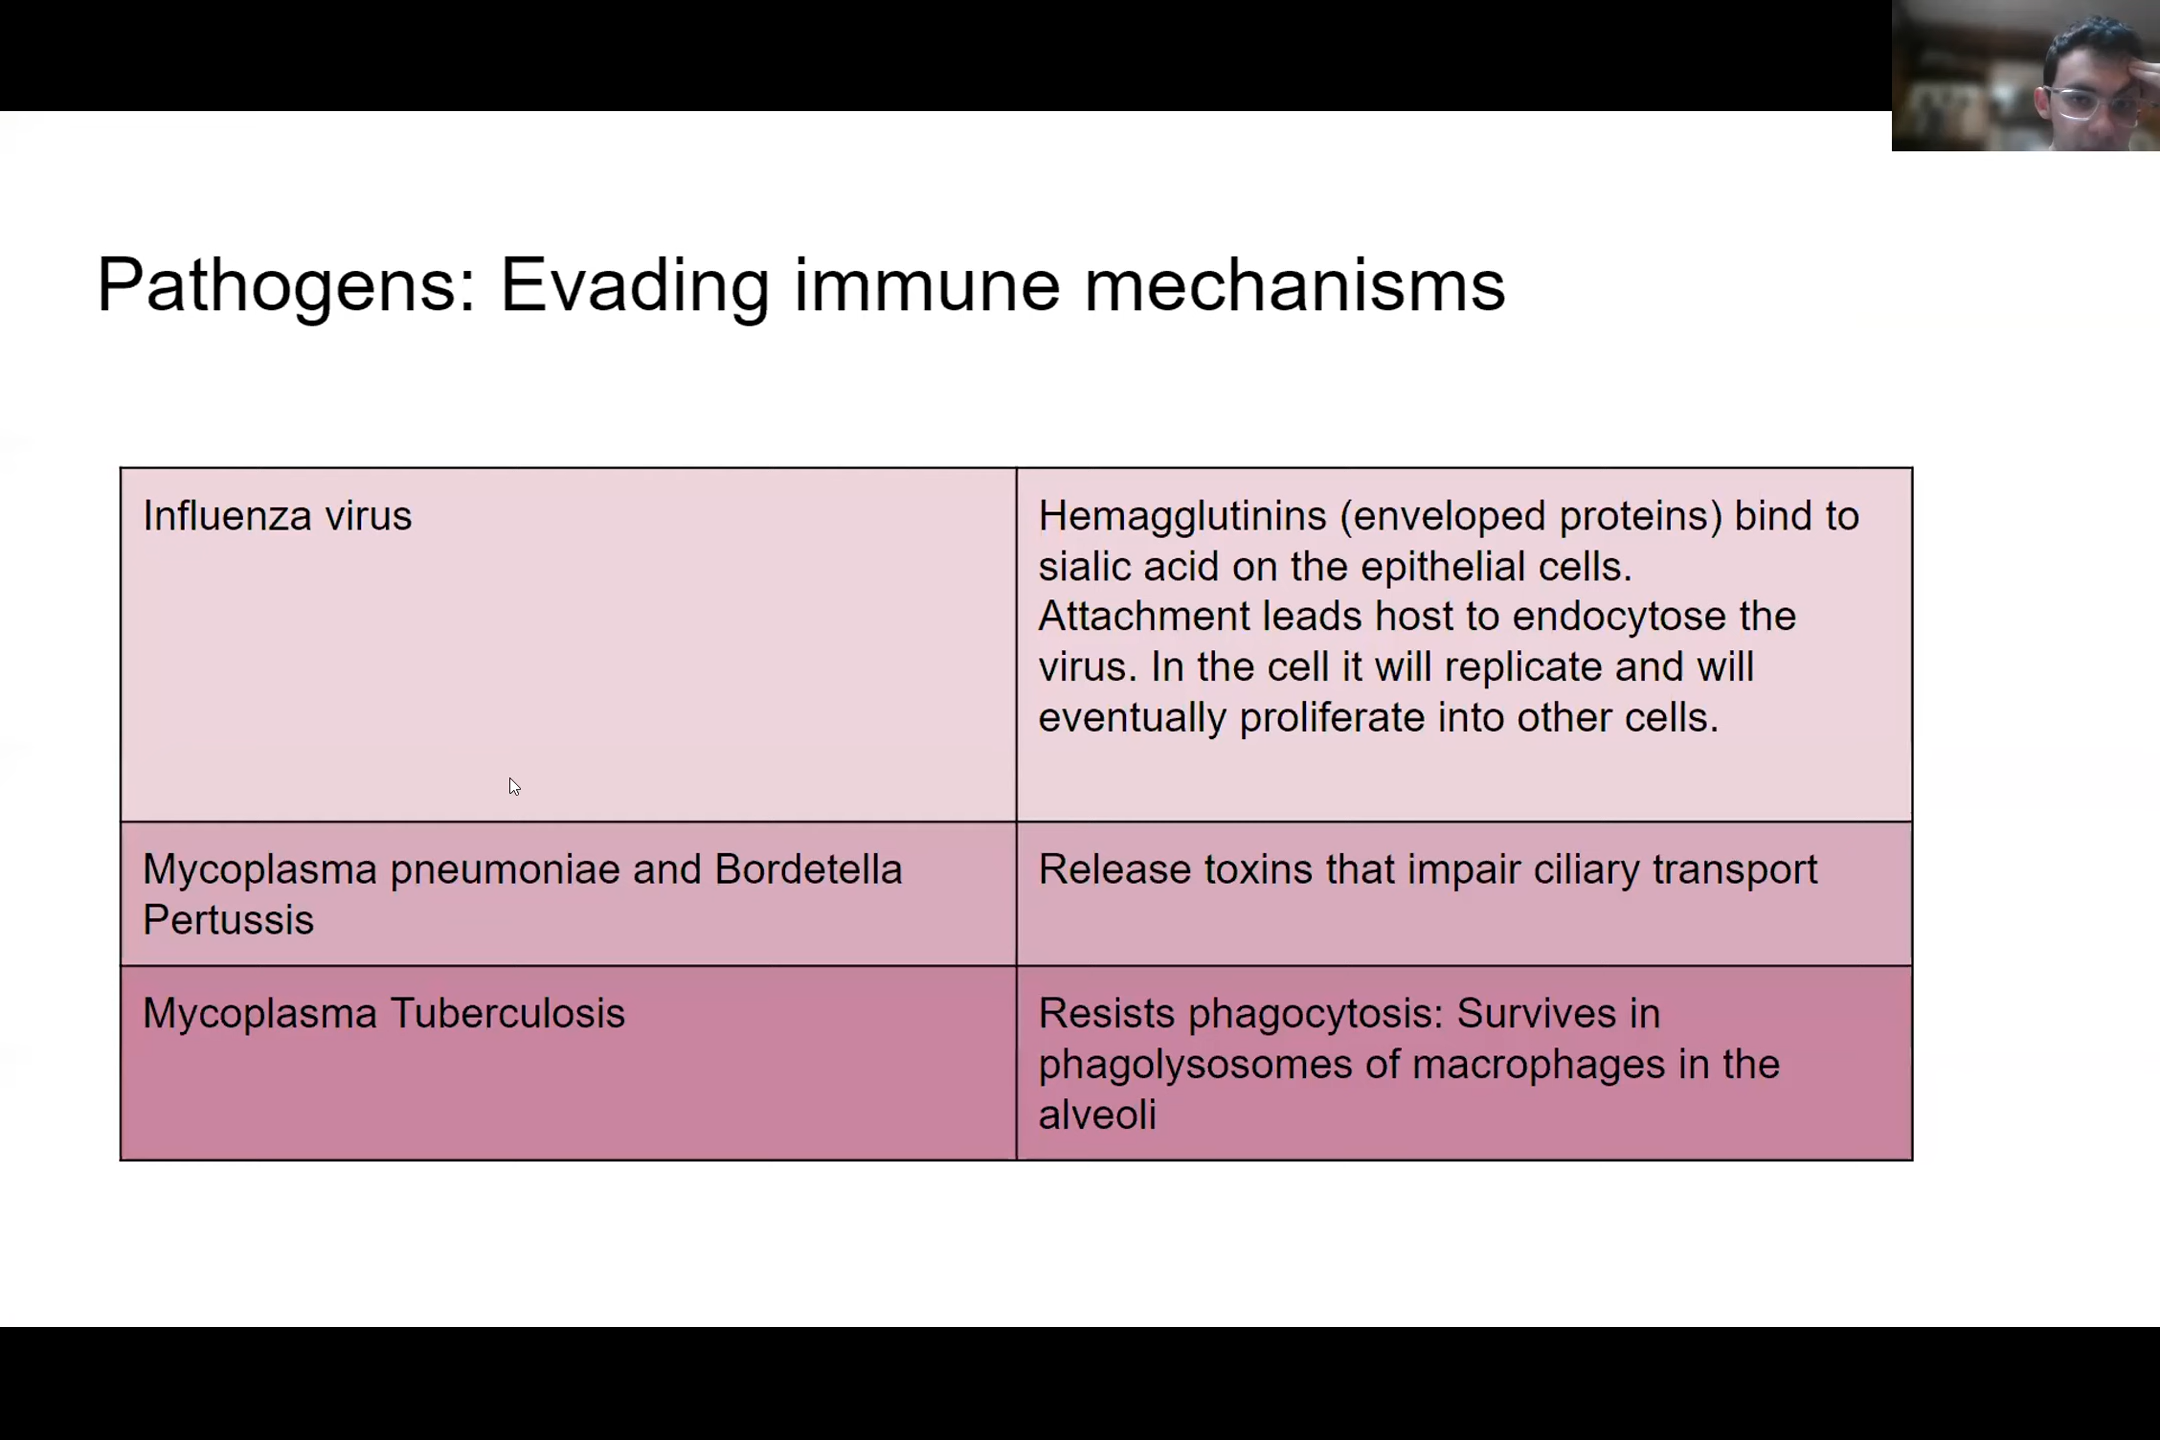 Pathogens: Evading immune mechanisms
Influenza virus
Hemagglutinins (enveloped proteins) bind to
sialic acid on the epithelial cells.
Attachment leads host to endocytose the
virus. In the cell it will replicate and will
eventually proliferate into other cells.
Mycoplasma pneumoniae and Bordetella
Pertussis
Release toxins that impair ciliary transport
Mycoplasma Tuberculosis
Resists phagocytosis: Survives in
phagolysosomes of macrophages in the
alveoli